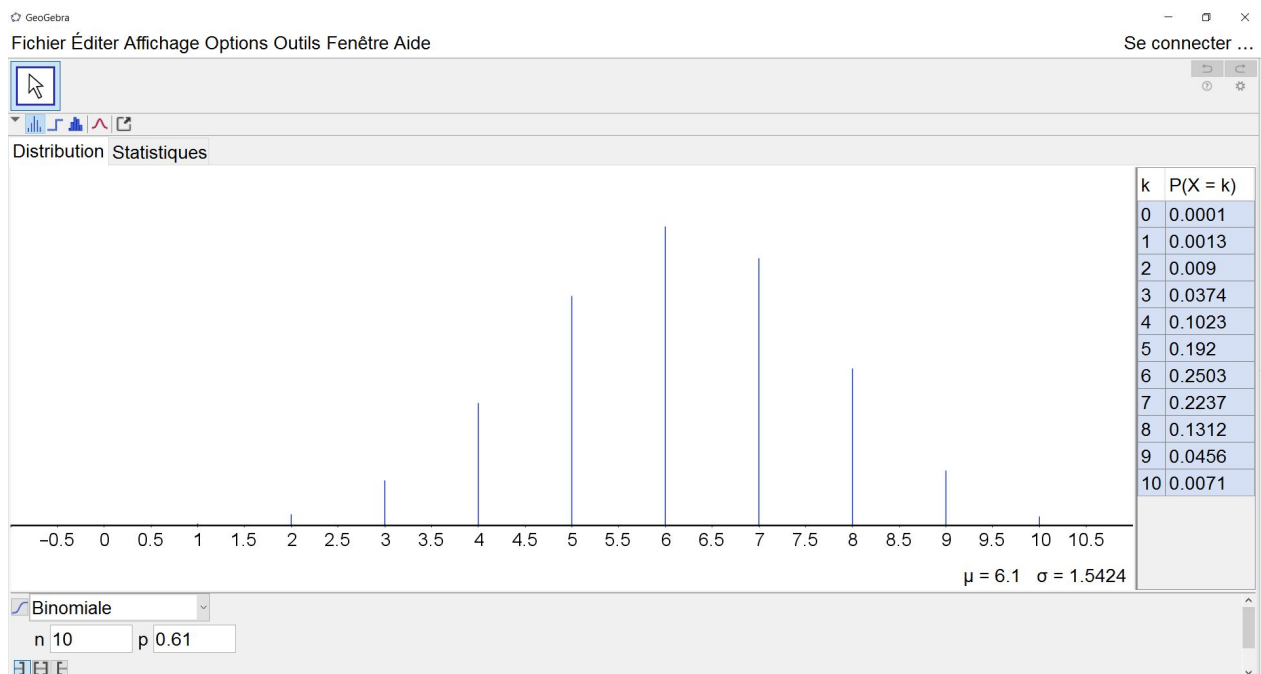 GeoGebra
Fichier Éditer Affichage Options Outils Fenêtre Aide Se connecter ...
Distribution Statistiques
k P(X = k)
0 0.0001
1 0.0013
2 0.009
3 0.0374
4 0.1023
5 0.192
6 0.2503
7 0.2237
8 0.1312
9 0.0456
10 0.0071
−0.5 0 0.5 1 1.5 2 2.5 3 3.5 4 4.5 5 5.5 6 6.5 7 7.5 8 8.5 9 9.5 10 10.5
μ = 6.1 σ = 1.5424
Binomiale
n 10 p 0.61